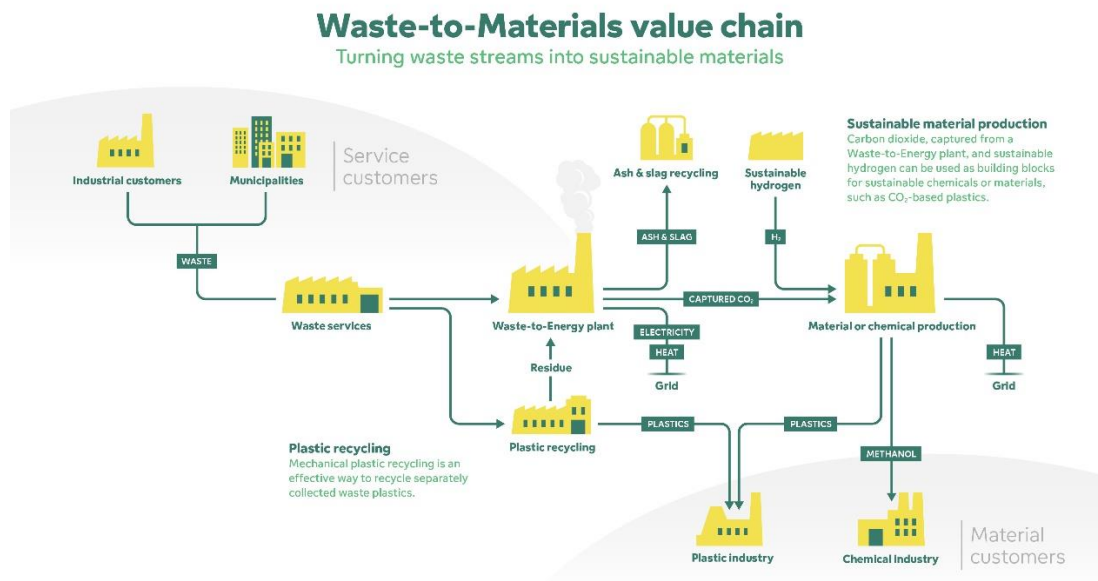 Waste-to-Materials value chain
Turning waste streams into sustainable materials
Industrial customers
Municipalities
Service
customers
WASTE
Waste services
Ash & slag recycling
Sustainable
hydrogen
Sustainable material production
Carbon dioxide, captured from a
Waste-to-Energy plant, and sustainable
hydrogen can be used as building blocks
for sustainable chemicals or materials,
such as CO₂-based plastics.
ASH & SLAG
H₂
CAPTURED CO₂
Waste-to-Energy plant
ELECTRICITY
HEAT
Grid
Material or chemical production
HEAT
Grid
Residue
Plastic recycling
Mechanical plastic recycling is an
effective way to recycle separately
collected waste plastics.
Plastic recycling
PLASTICS
PLASTICS
METHANOL
Plastic industry
Chemical industry
Material
customers